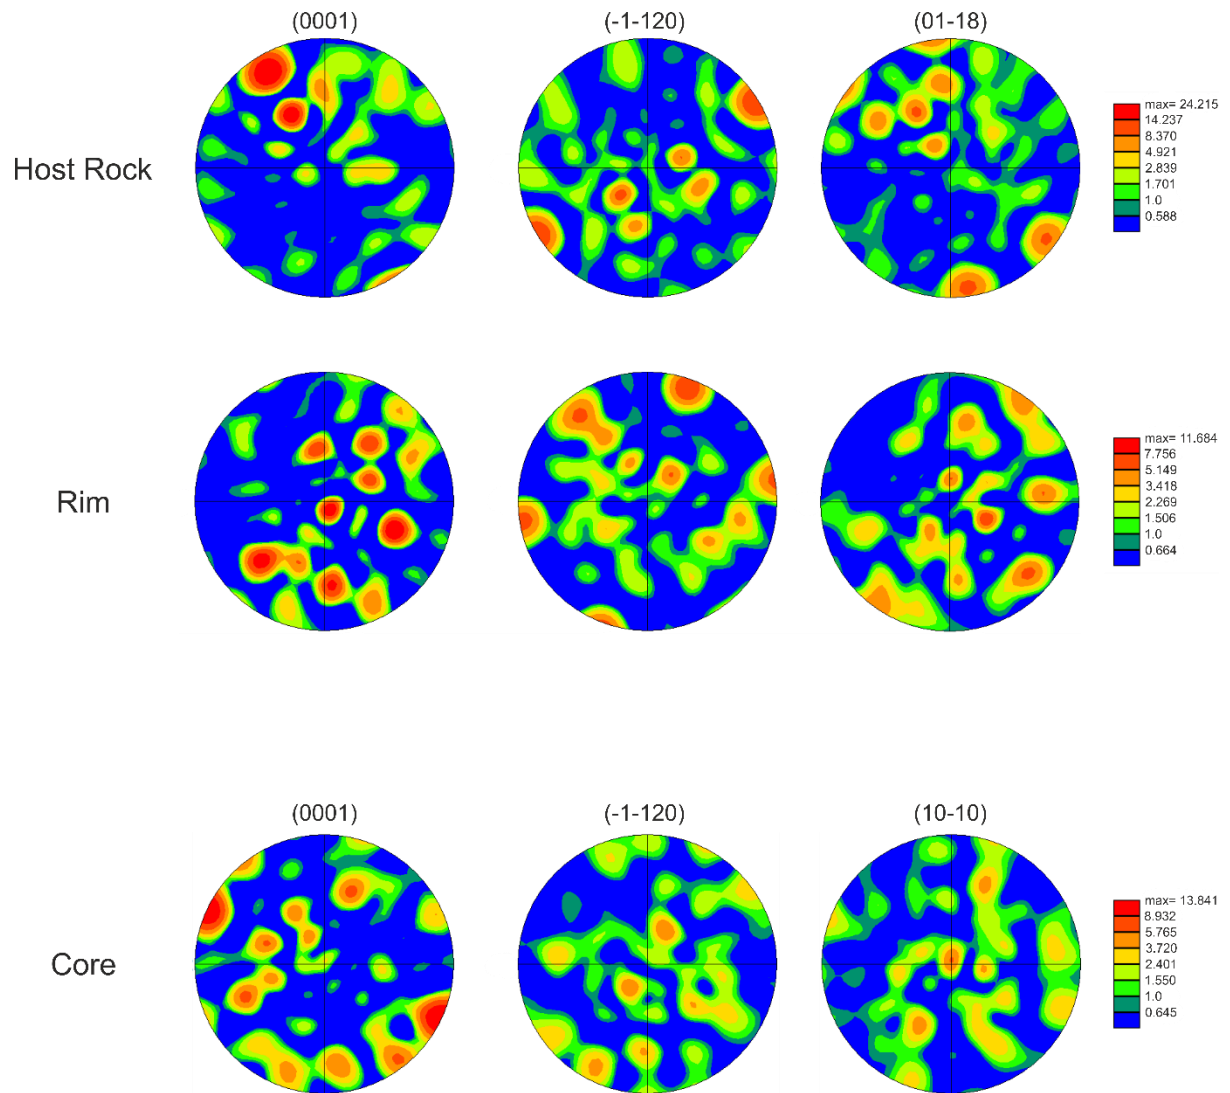 (0001) (-1-120) (01-18)
Host Rock
max= 24.215
14.237
8.370
4.921
2.839
1.701
1.0
0.588
Rim
max= 11.684
7.756
5.149
3.418
2.269
1.506
1.0
0.664
(0001) (-1-120) (10-10)
Core
max= 13.841
8.932
5.765
3.720
2.401
1.550
1.0
0.645